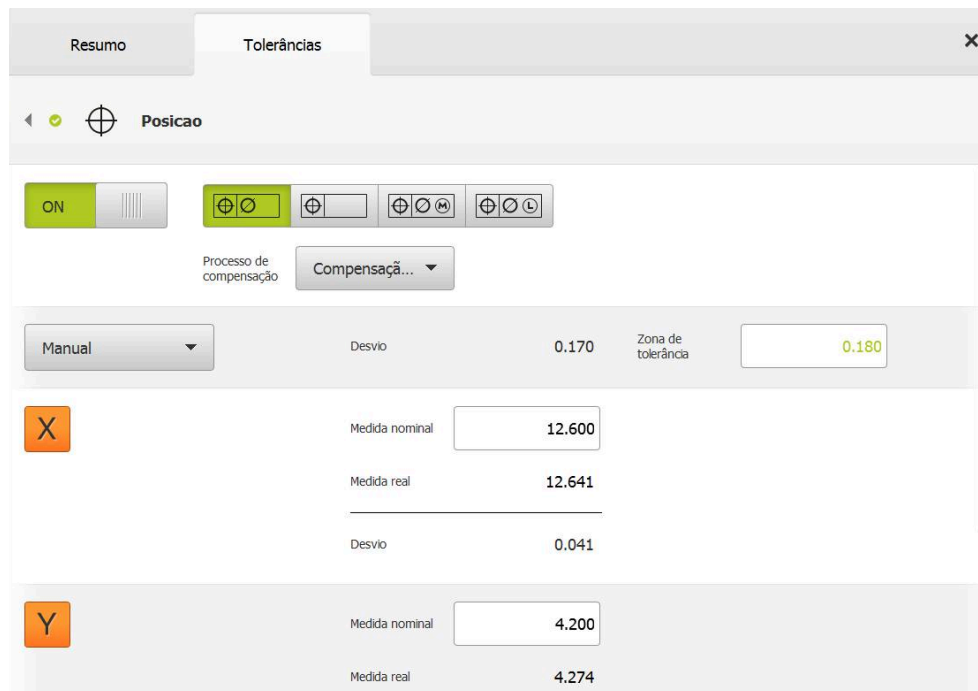 Resumo
Tolerâncias
Posicao
ON
M
L
Processo de
compensação
Compensaçã...
Manual
Desvio
0.170
Zona de
tolerância
0.180
X
Medida nominal
12.600
Medida real
12.641
Desvio
0.041
Y
Medida nominal
4.200
Medida real
4.274